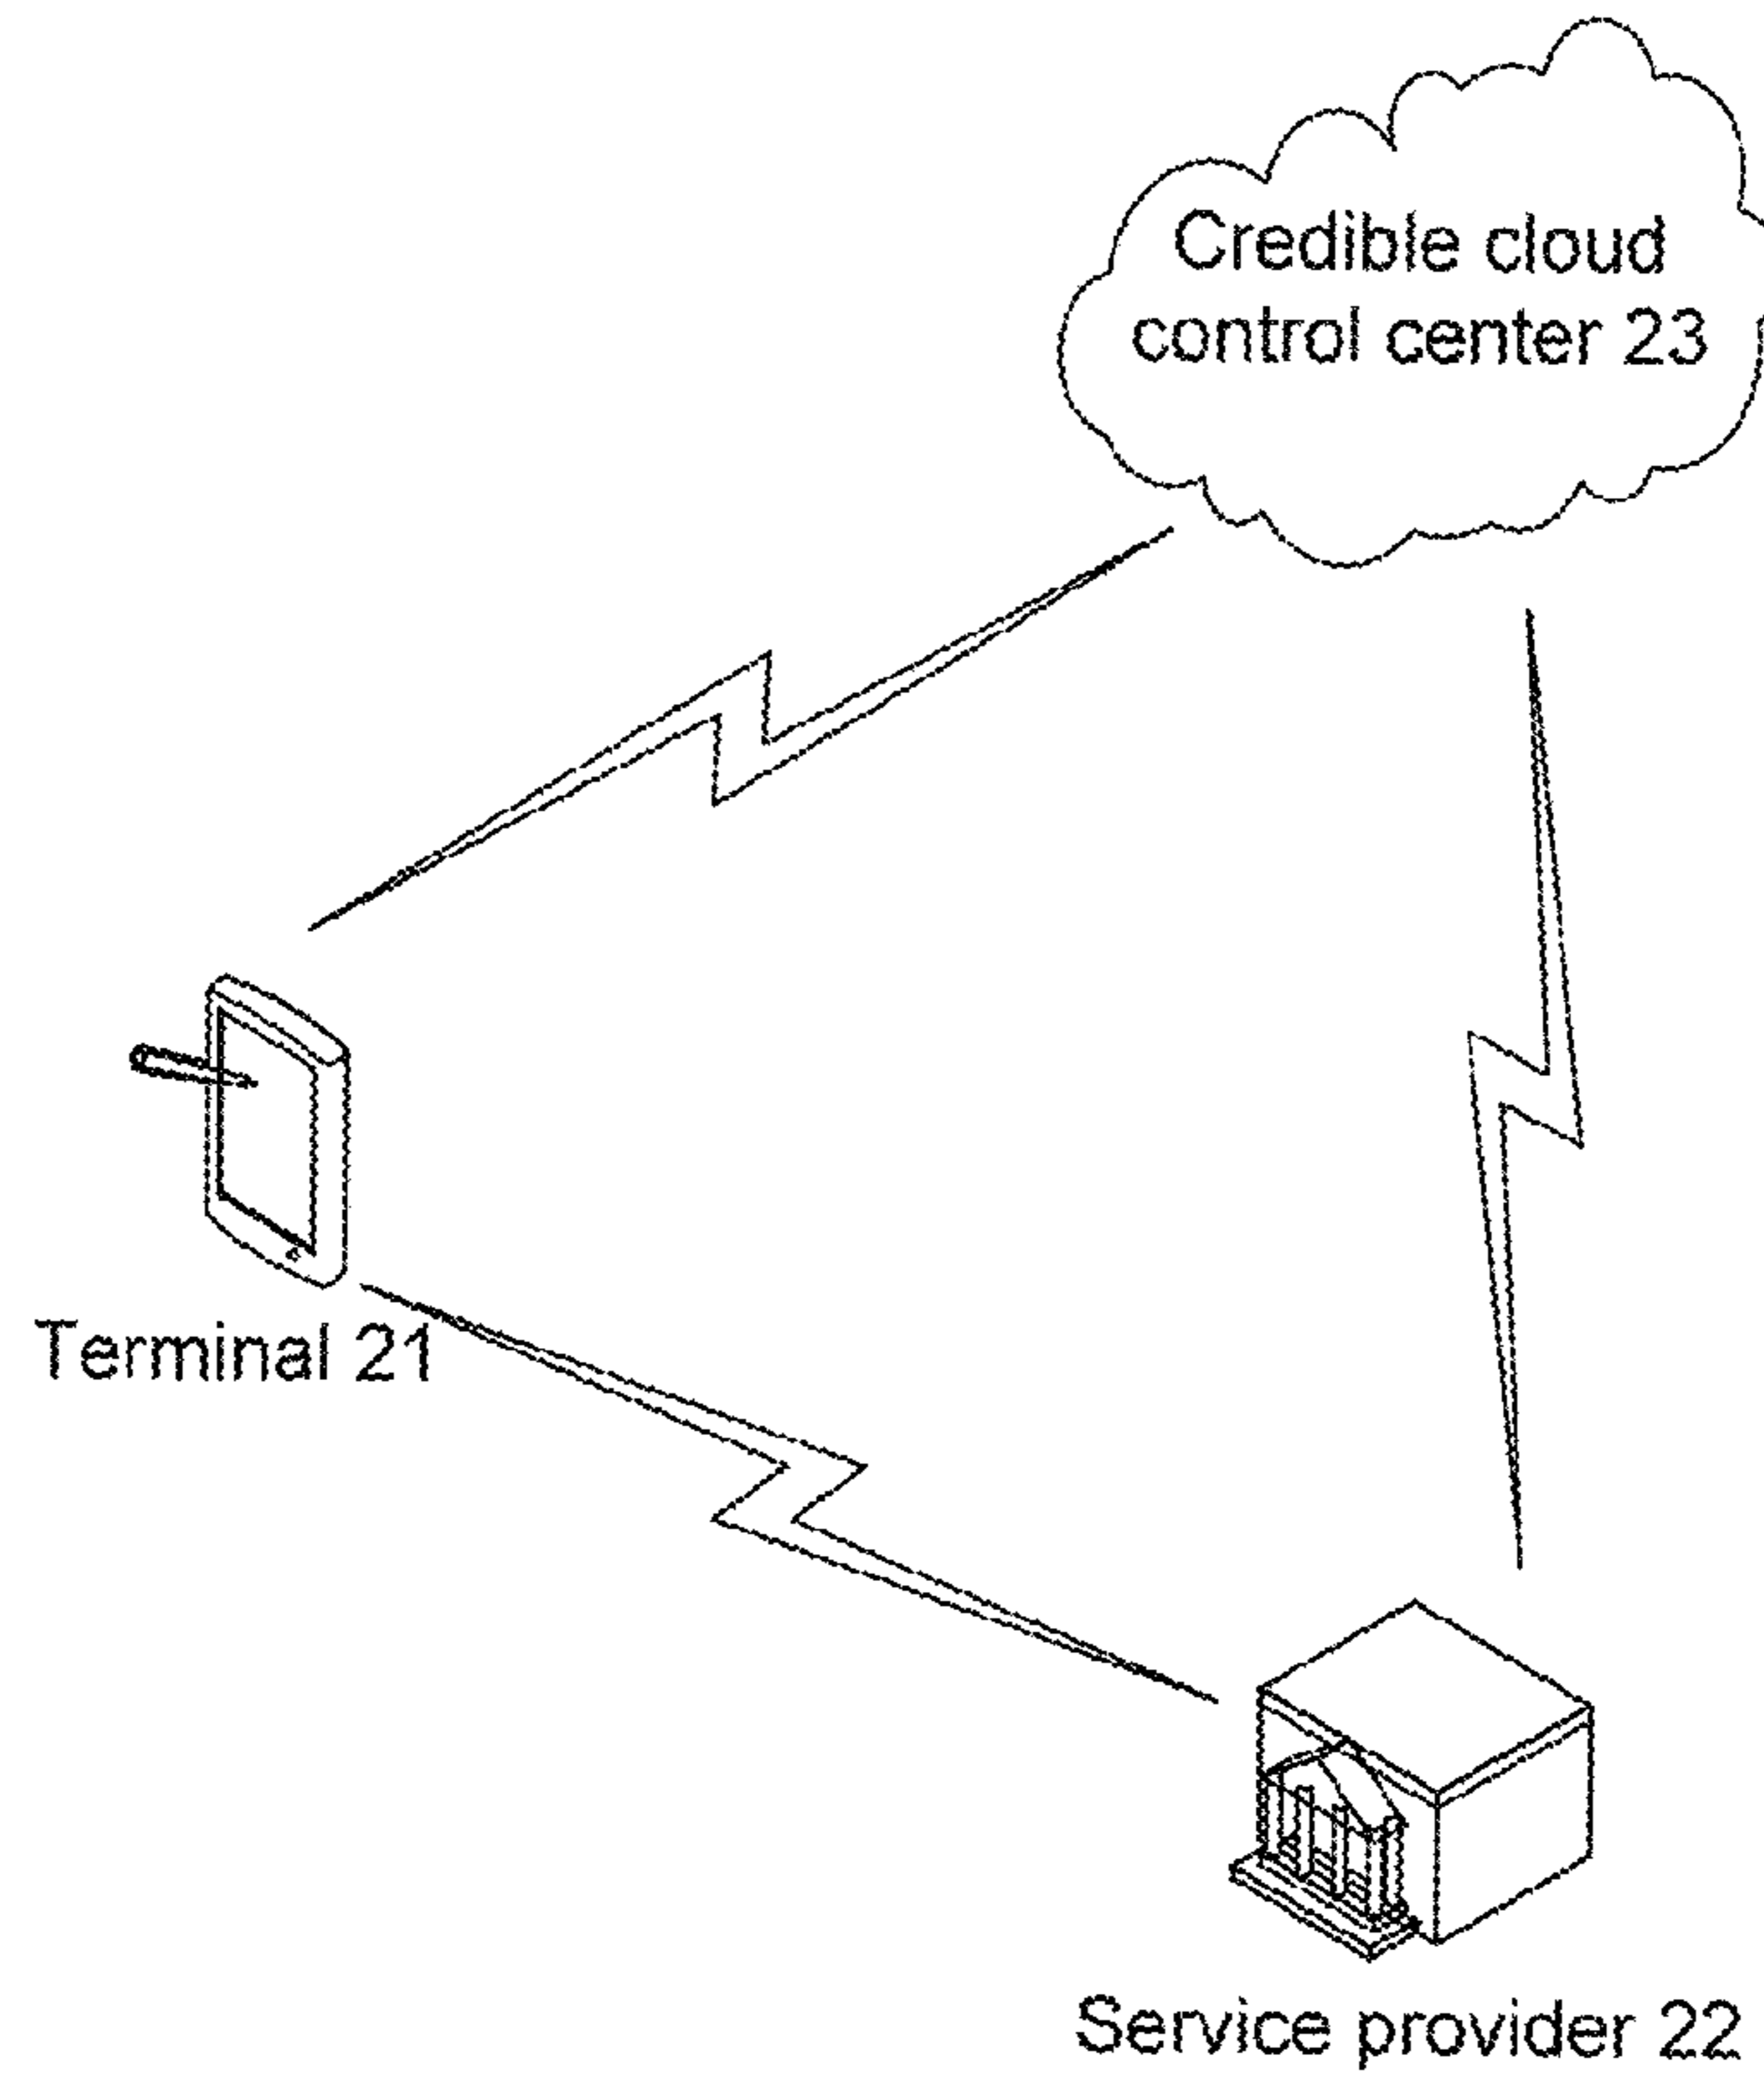 Credible cloud
control center 23
Terminal 21
Service provider 22